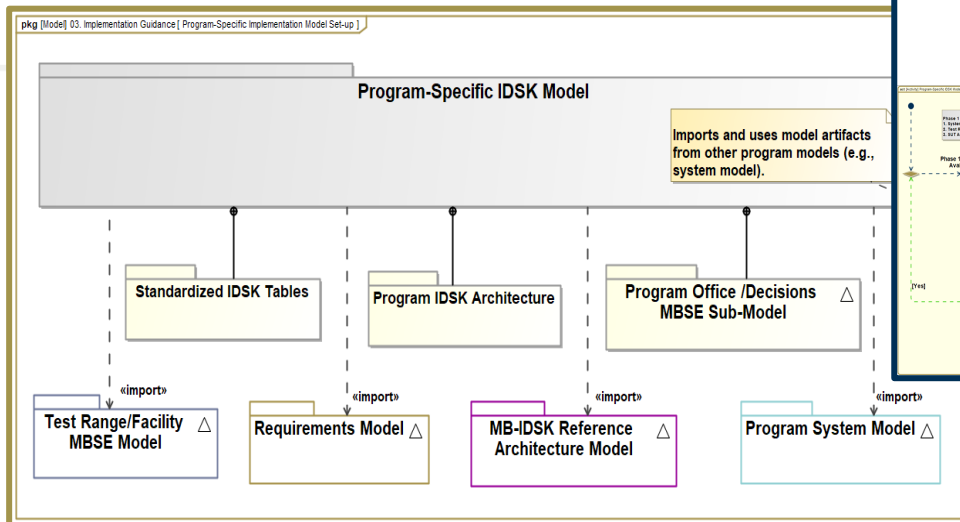 pkg [Model] 03. Implementation Guidance [ Program-Specific Implementation Model Set-up ]
Program-Specific IDSK Model
Imports and uses model artifacts
from other program models (e.g.,
system model).
Phase 1
Phase 1
[Yes]
Standardized IDSK Tables
Program IDSK Architecture
Program Office /Decisions
MBSE Sub-Model
«import»
«import»
«import»
«import»
Test Range/Facility
MBSE Model
Requirements Model
MB-IDSK Reference
Architecture Model
Program System Model